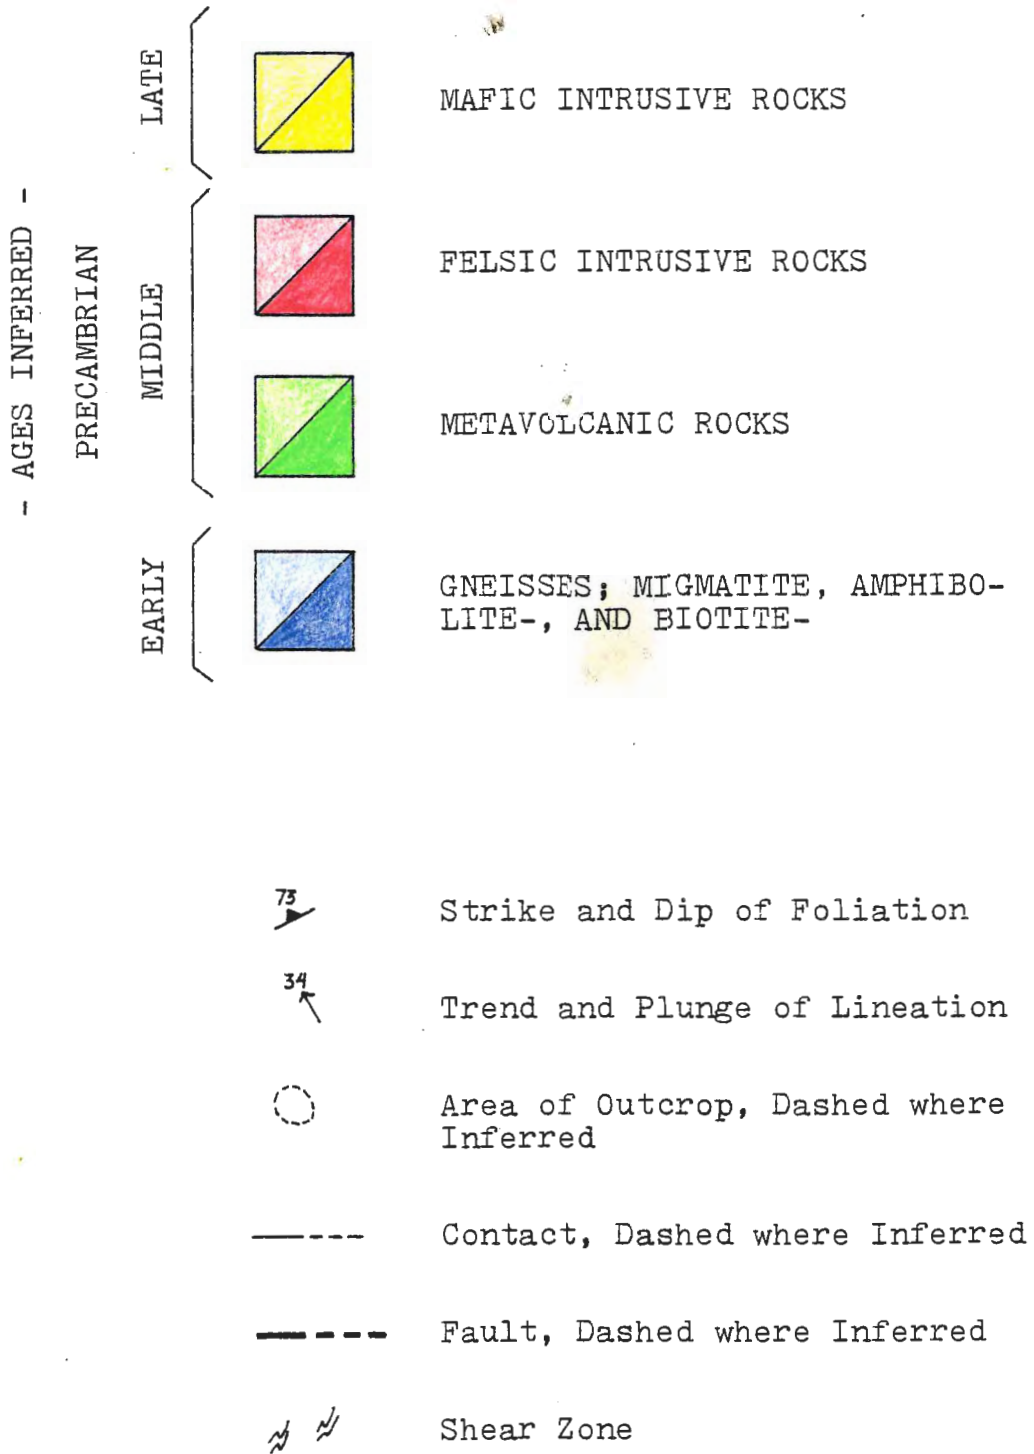 - AGES INFERRED -
PRECAMBRIAN
LATE
MAFIC INTRUSIVE ROCKS
MIDDLE
FELSIC INTRUSIVE ROCKS
METAVOLCANIC ROCKS
EARLY
GNEISSES; MIGMATITE, AMPHIBO-
LITE-, AND BIOTITE-
73
Strike and Dip of Foliation
34
Trend and Plunge of Lineation
Area of Outcrop, Dashed where
Inferred
Contact, Dashed where Inferred
Fault, Dashed where Inferred
Shear Zone